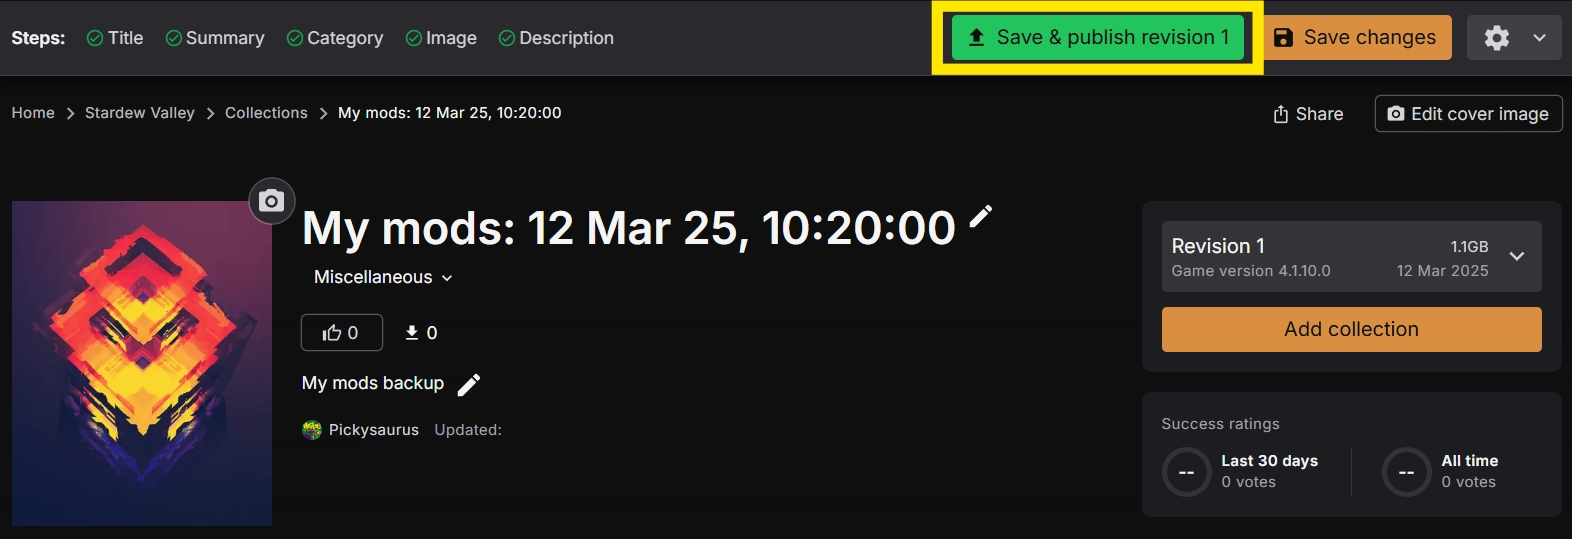 Steps: Title Summary Category Image Description Save & publish revision 1 Save changes
Home > Stardew Valley > Collections > My mods: 12 Mar 25, 10:20:00 Share Edit cover image
My mods: 12 Mar 25, 10:20:00
Miscellaneous
0 0
My mods backup
Pickysaurus Updated:
Revision 1 1.1GB
Game version 4.1.10.0 12 Mar 2025
Add collection
Success ratings
-- Last 30 days
0 votes
-- All time
0 votes